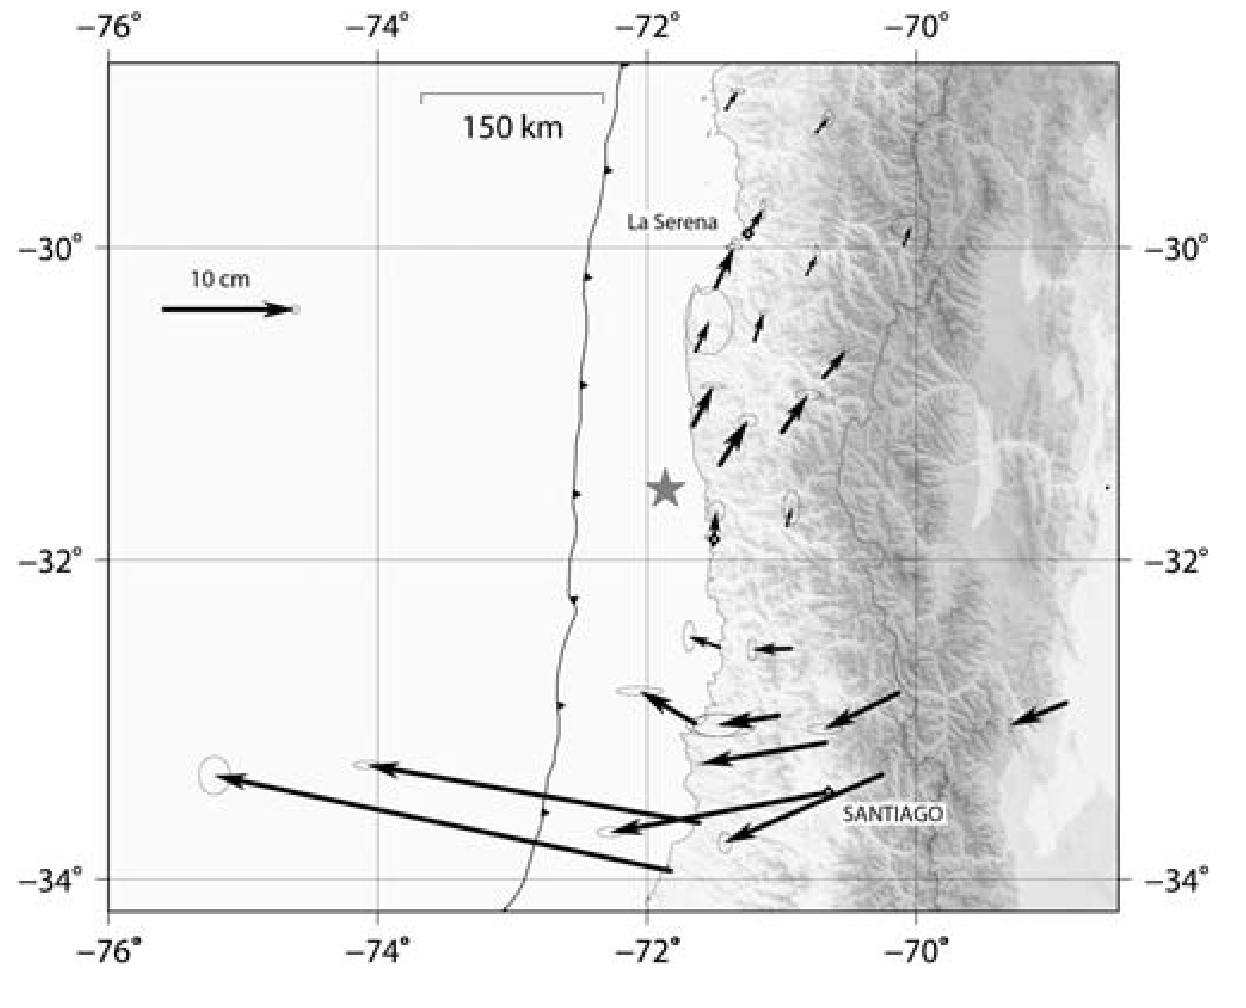 −76° −74° −72° −70°
150 km
La Serena
−30° −30°
10 cm
−32° −32°
SANTIAGO
−34° −34°
−76° −74° −72° −70°